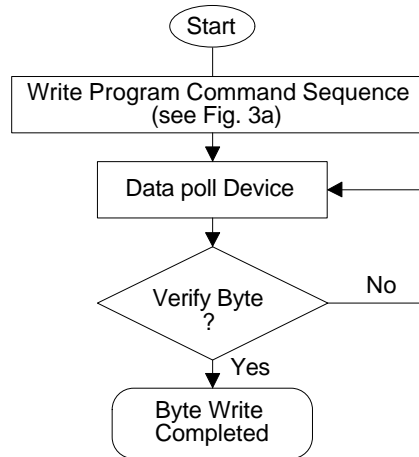 Start
Write Program Command Sequence
(see Fig. 3a)
Data poll Device
Verify Byte
?
No
Yes
Byte Write
Completed